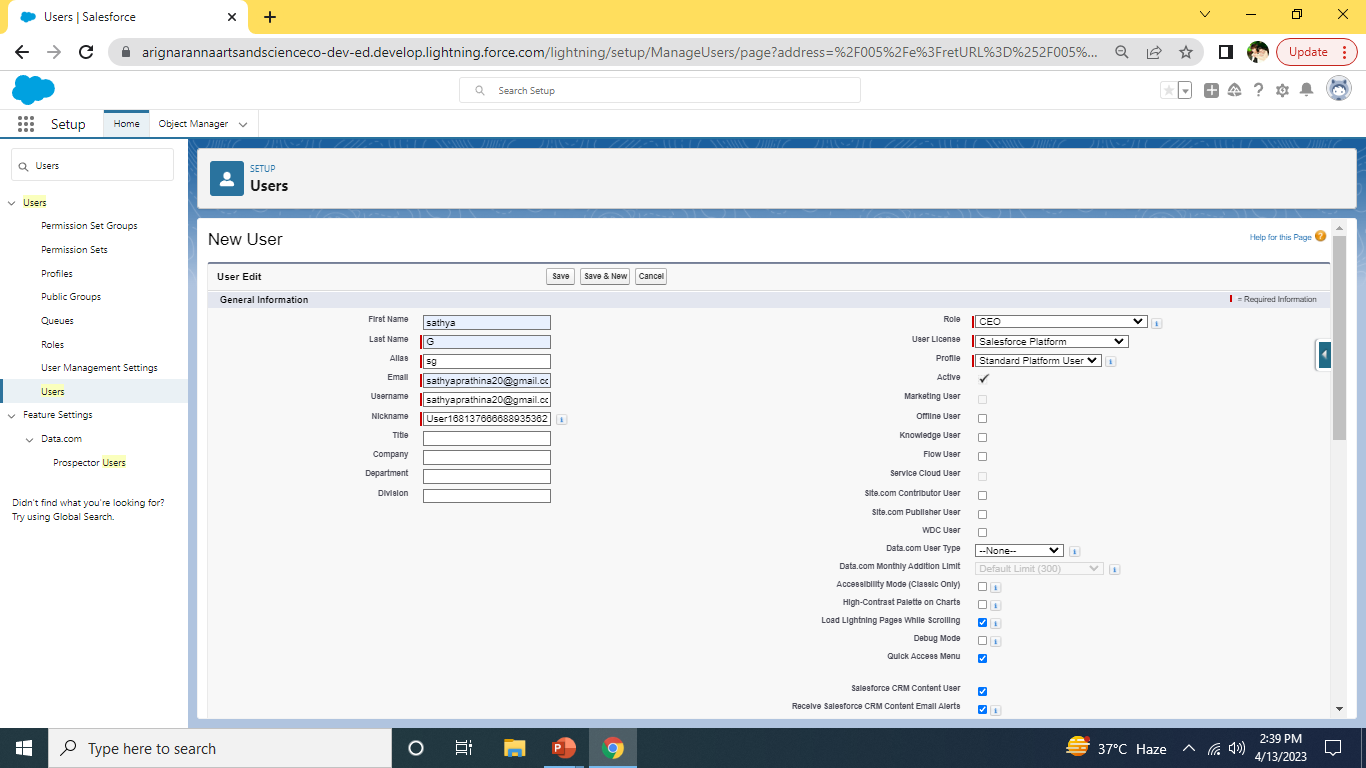 Users | Salesforce
arignarannaartsandscienceco-dev-ed.develop.lightning.force.com/lightning/setup/ManageUsers/page?address=%2F005%2Fe%3FretURL%3D%252F005%...
Update
Search Setup
Setup
Home
Object Manager
Users
SETUP
Users
Users
Permission Set Groups
Permission Sets
Profiles
Public Groups
Queues
Roles
User Management Settings
Users
Feature Settings
Data.com
Prospector Users
Didn't find what you're looking for?
Try using Global Search.
New User
Help for this Page
User Edit
Save
Save & New
Cancel
General Information
= Required Information
First Name sathya
Last Name G
Alias sg
Email sathyaprathina20@gmail.cc
Username sathyaprathina20@gmail.cc
Nickname User168137666688935362
Title
Company
Department
Division
Role CEO
User License Salesforce Platform
Profile Standard Platform User
Active
Marketing User
Offline User
Knowledge User
Flow User
Service Cloud User
Site.com Contributor User
Site.com Publisher User
WDC User
Data.com User Type --None--
Data.com Monthly Addition Limit Default Limit (300)
Accessibility Mode (Classic Only)
High-Contrast Palette on Charts
Load Lightning Pages While Scrolling
Debug Mode
Quick Access Menu
Salesforce CRM Content User
Receive Salesforce CRM Content Email Alerts
Type here to search
37°C Haze
2:39 PM
4/13/2023